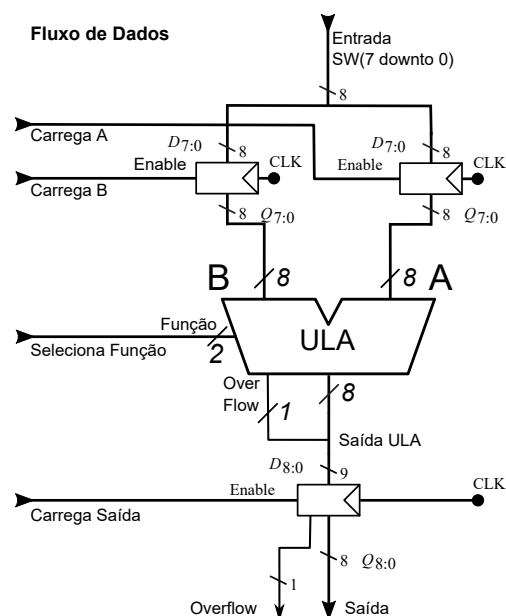 Fluxo de Dados
Entrada
SW(7 downto 0)
8
Carrega A
D7:0
8
D7:0
8
Enable
CLK
Enable
CLK
Carrega B
8
Q7:0
8
Q7:0
B
8
8
A
Função
ULA
Seleciona Função
2
Over
Flow
1
8
Saída ULA
D8:0
9
Enable
CLK
Carrega Saída
8
Q8:0
1
Overflow
Saída